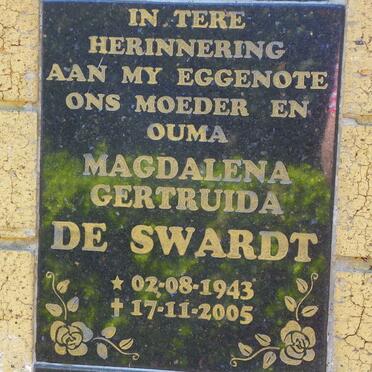 IN TERE
HERINNERING
AAN MY EGGENOTE
ONS MOEDER EN
OUMA
MAGDALENA
GERTRUIDA
DE SWARDT
★ 02-08-1943
✝ 17-11-2005